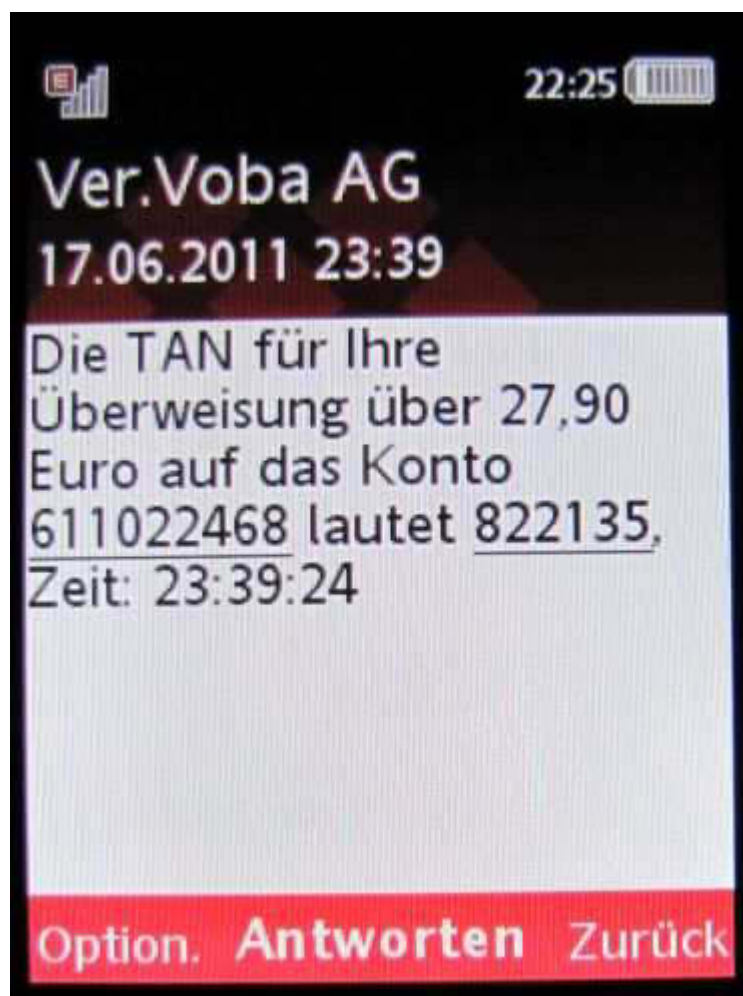 22:25
Ver.Voba AG
17.06.2011 23:39
Die TAN für Ihre
Überweisung über 27,90
Euro auf das Konto
611022468 lautet 822135,
Zeit: 23:39:24
Option. Antworten Zurück